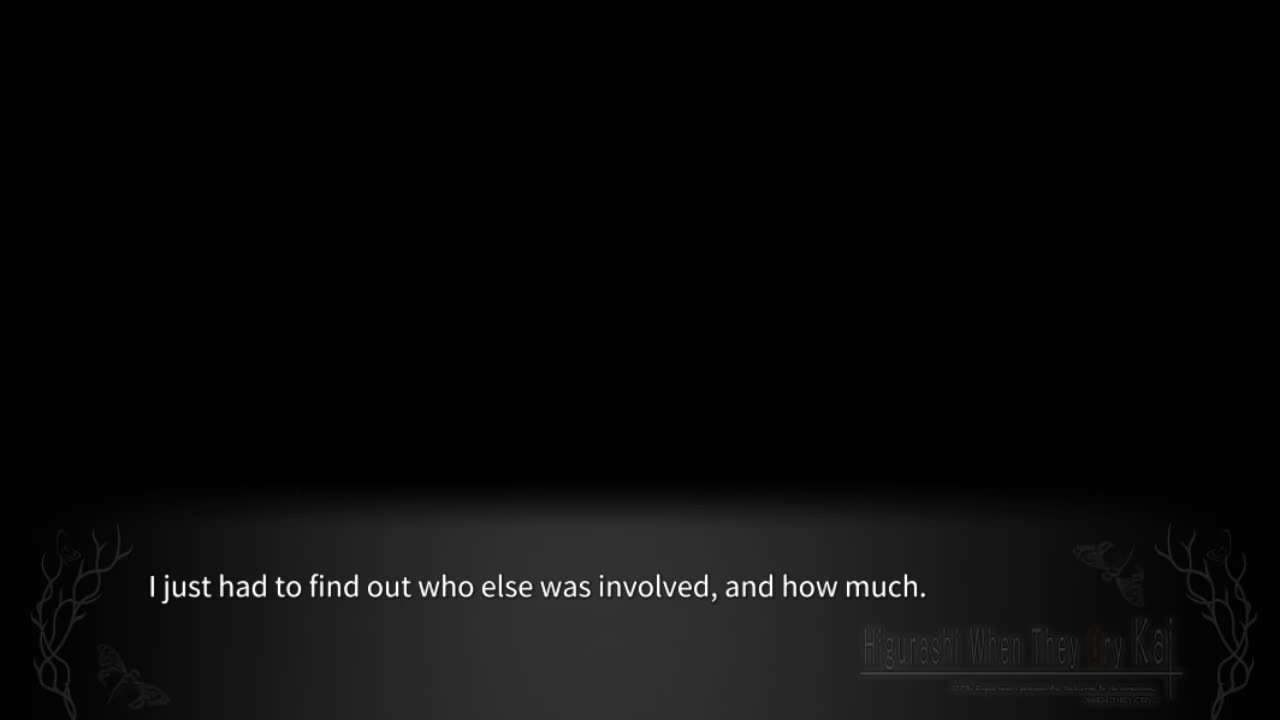 I just had to find out who else was involved, and how much.
Higurashi When They Cry Kai